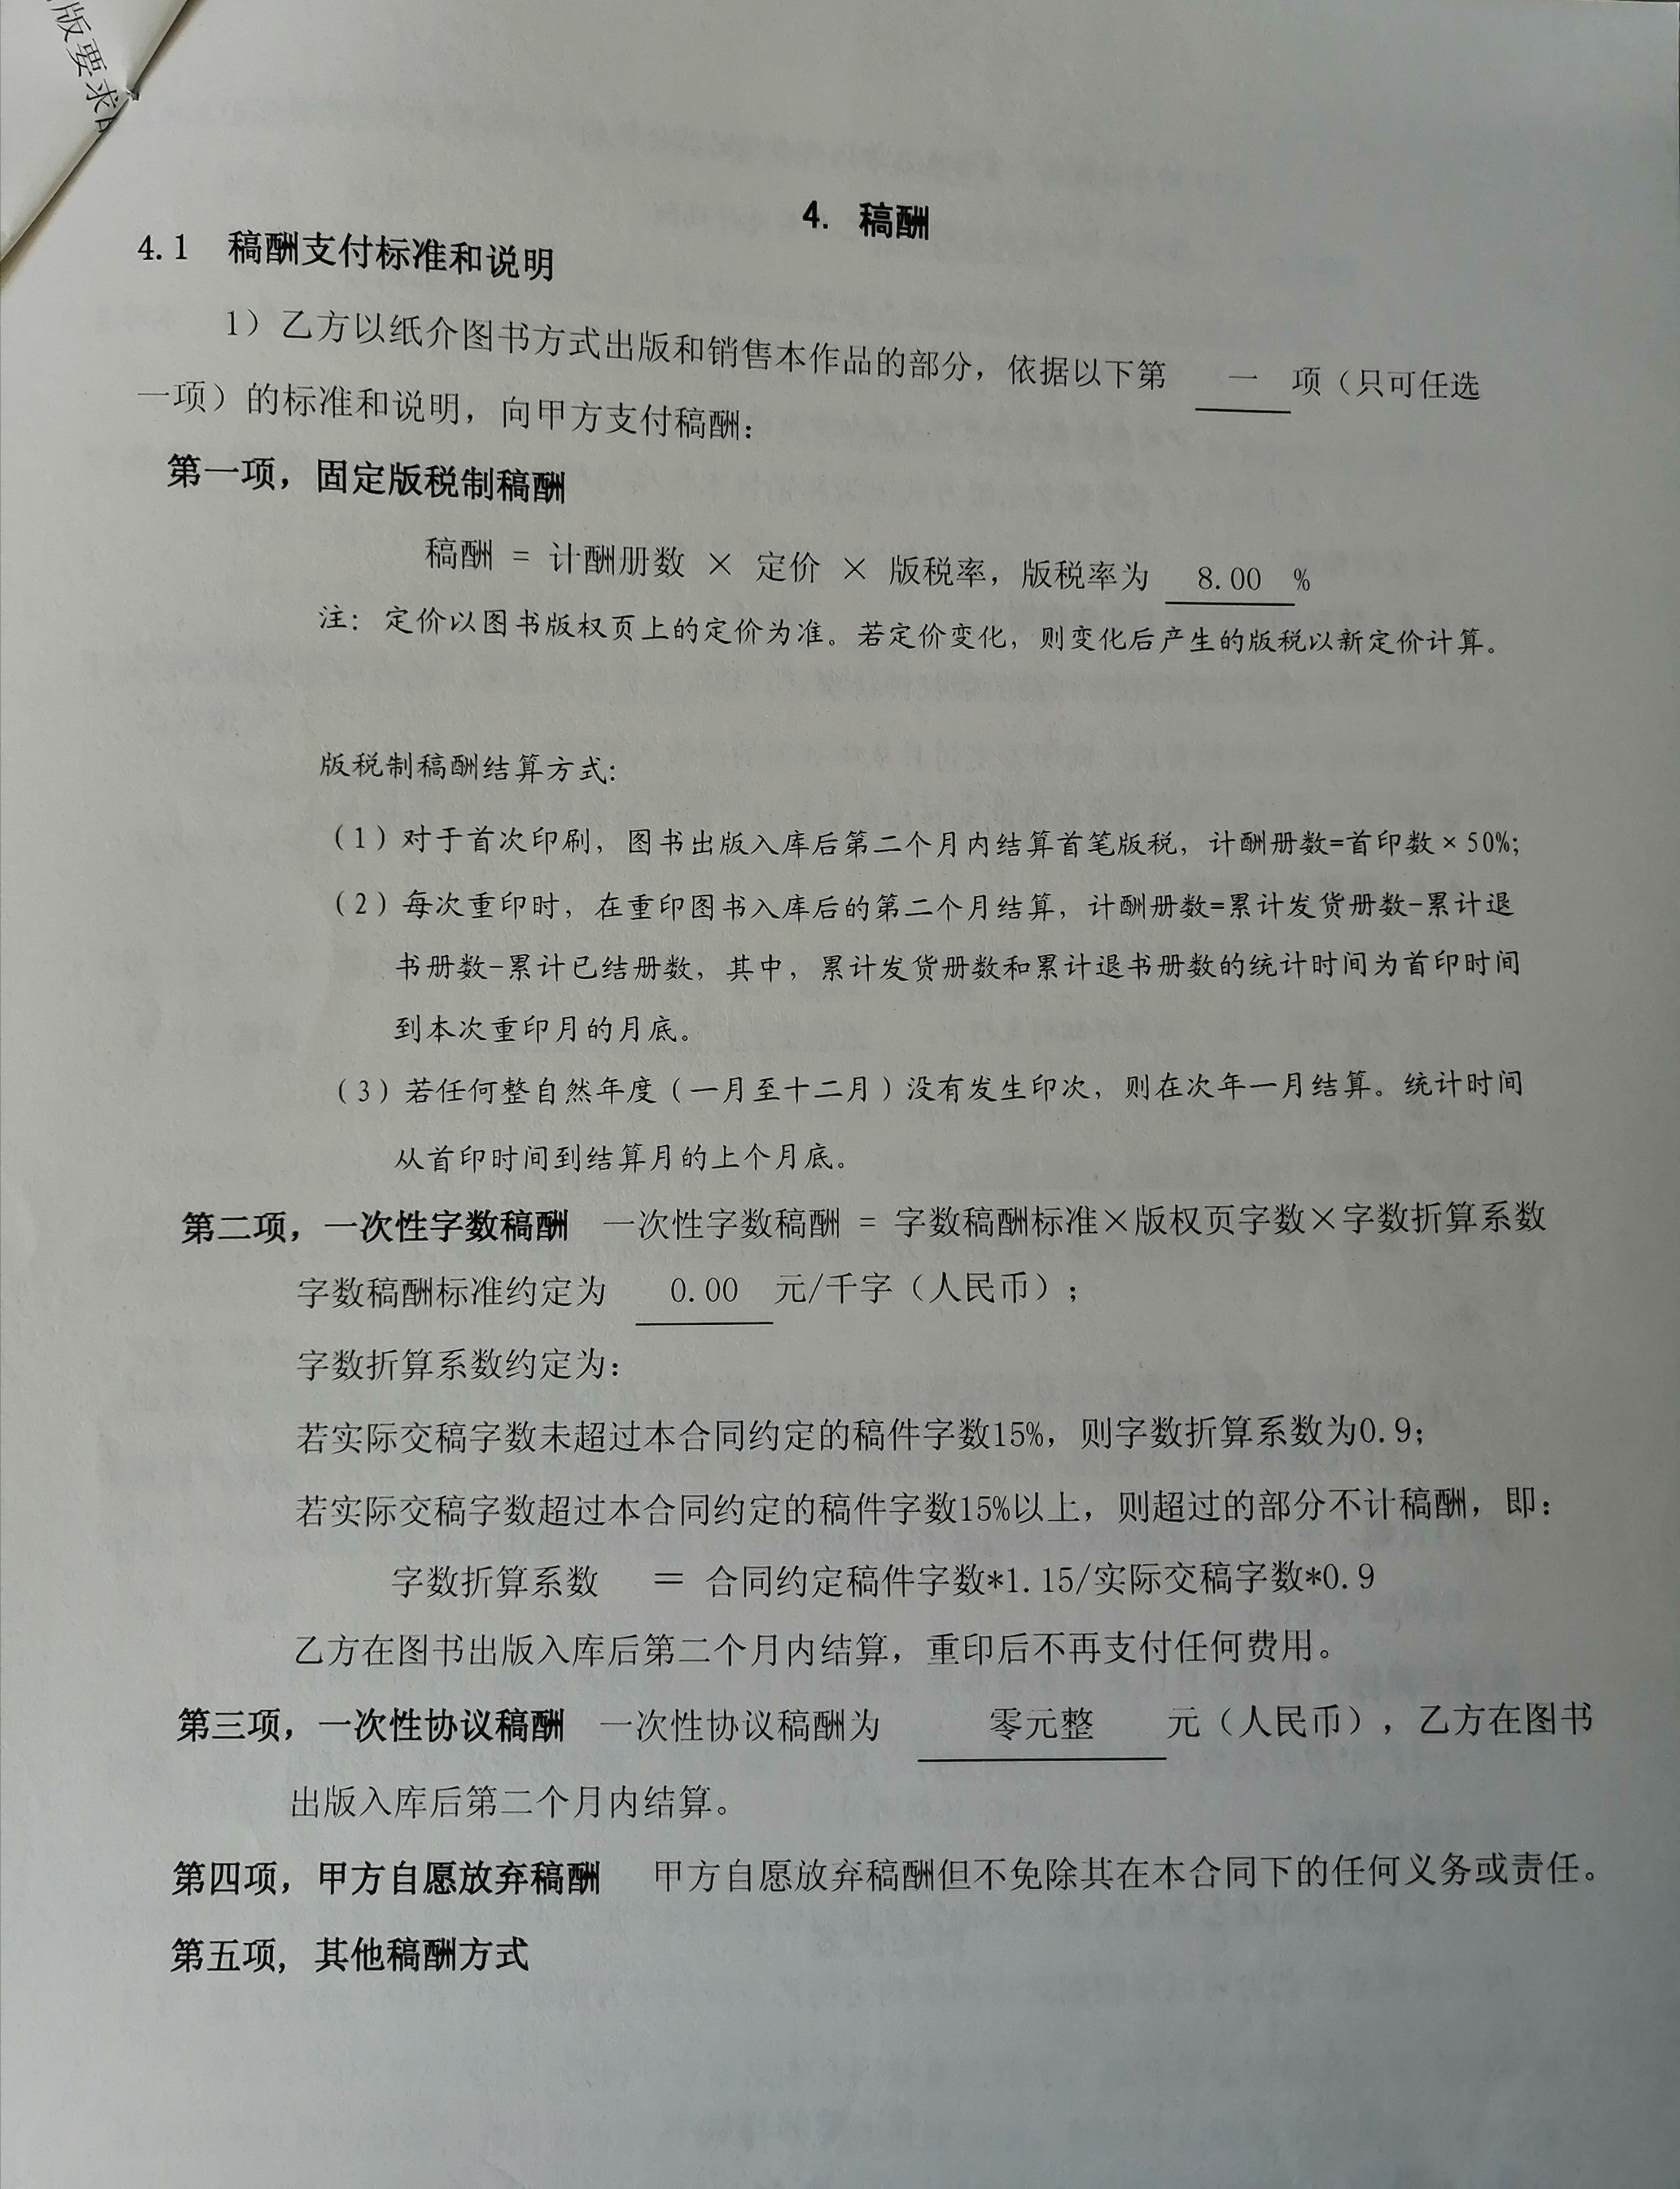 版要求
4. 稿酬
4.1 稿酬支付标准和说明
1）乙方以纸介图书方式出版和销售本作品的部分，依据以下第 一 项（只可任选
一项）的标准和说明，向甲方支付稿酬：
第一项，固定版税制稿酬
稿酬 = 计酬册数 × 定价 × 版税率，版税率为 8.00 %
注：定价以图书版权页上的定价为准。若定价变化，则变化后产生的版税以新定价计算。
版税制稿酬结算方式：
（1）对于首次印刷，图书出版入库后第二个月内结算首笔版税，计酬册数=首印数×50%；
（2）每次重印时，在重印图书入库后的第二个月结算，计酬册数=累计发货册数-累计退
书册数-累计已结册数，其中，累计发货册数和累计退书册数的统计时间为首印时间
到本次重印月的月底。
（3）若任何整自然年度（一月至十二月）没有发生印次，则在次年一月结算。统计时间
从首印时间到结算月的上个月底。
第二项，一次性字数稿酬 一次性字数稿酬 = 字数稿酬标准×版权页字数×字数折算系数
字数稿酬标准约定为 0.00 元/千字（人民币）；
字数折算系数约定为：
若实际交稿字数未超过本合同约定的稿件字数15%，则字数折算系数为0.9；
若实际交稿字数超过本合同约定的稿件字数15%以上，则超过的部分不计稿酬，即：
字数折算系数 = 合同约定稿件字数*1.15/实际交稿字数*0.9
乙方在图书出版入库后第二个月内结算，重印后不再支付任何费用。
第三项，一次性协议稿酬 一次性协议稿酬为 零元整 元（人民币），乙方在图书
出版入库后第二个月内结算。
第四项，甲方自愿放弃稿酬 甲方自愿放弃稿酬但不免除其在本合同下的任何义务或责任。
第五项，其他稿酬方式